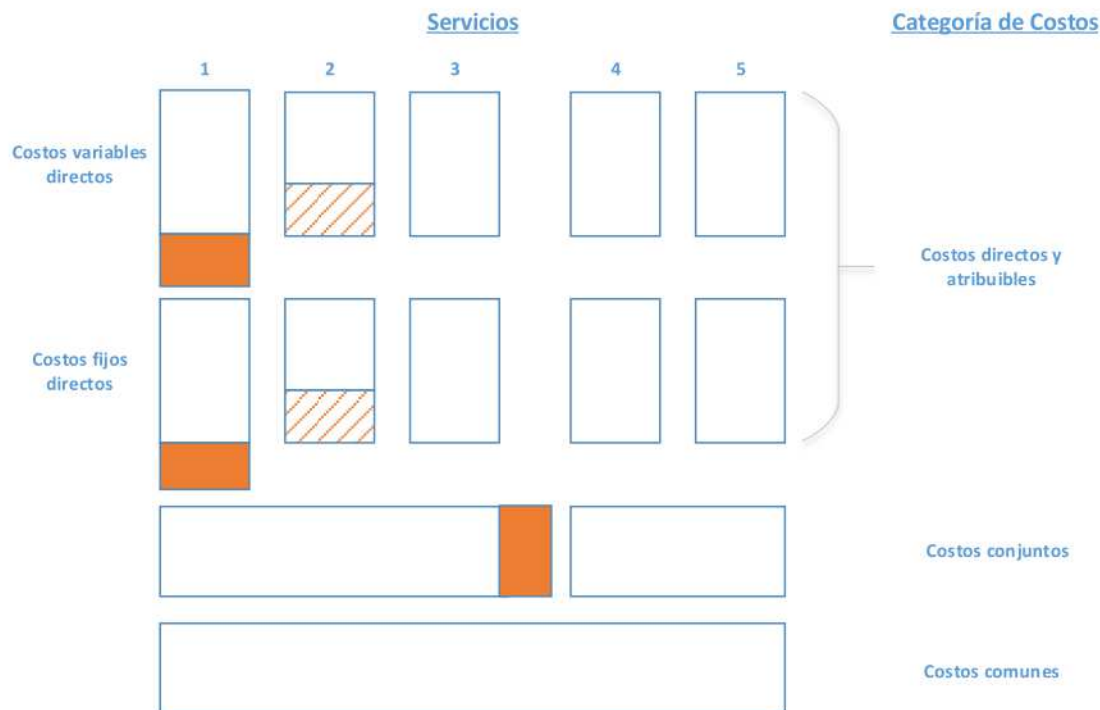 Servicios
Categoría de Costos
1
2
3
4
5
Costos variables
directos
Costos directos y
atribuibles
Costos fijos
directos
Costos conjuntos
Costos comunes